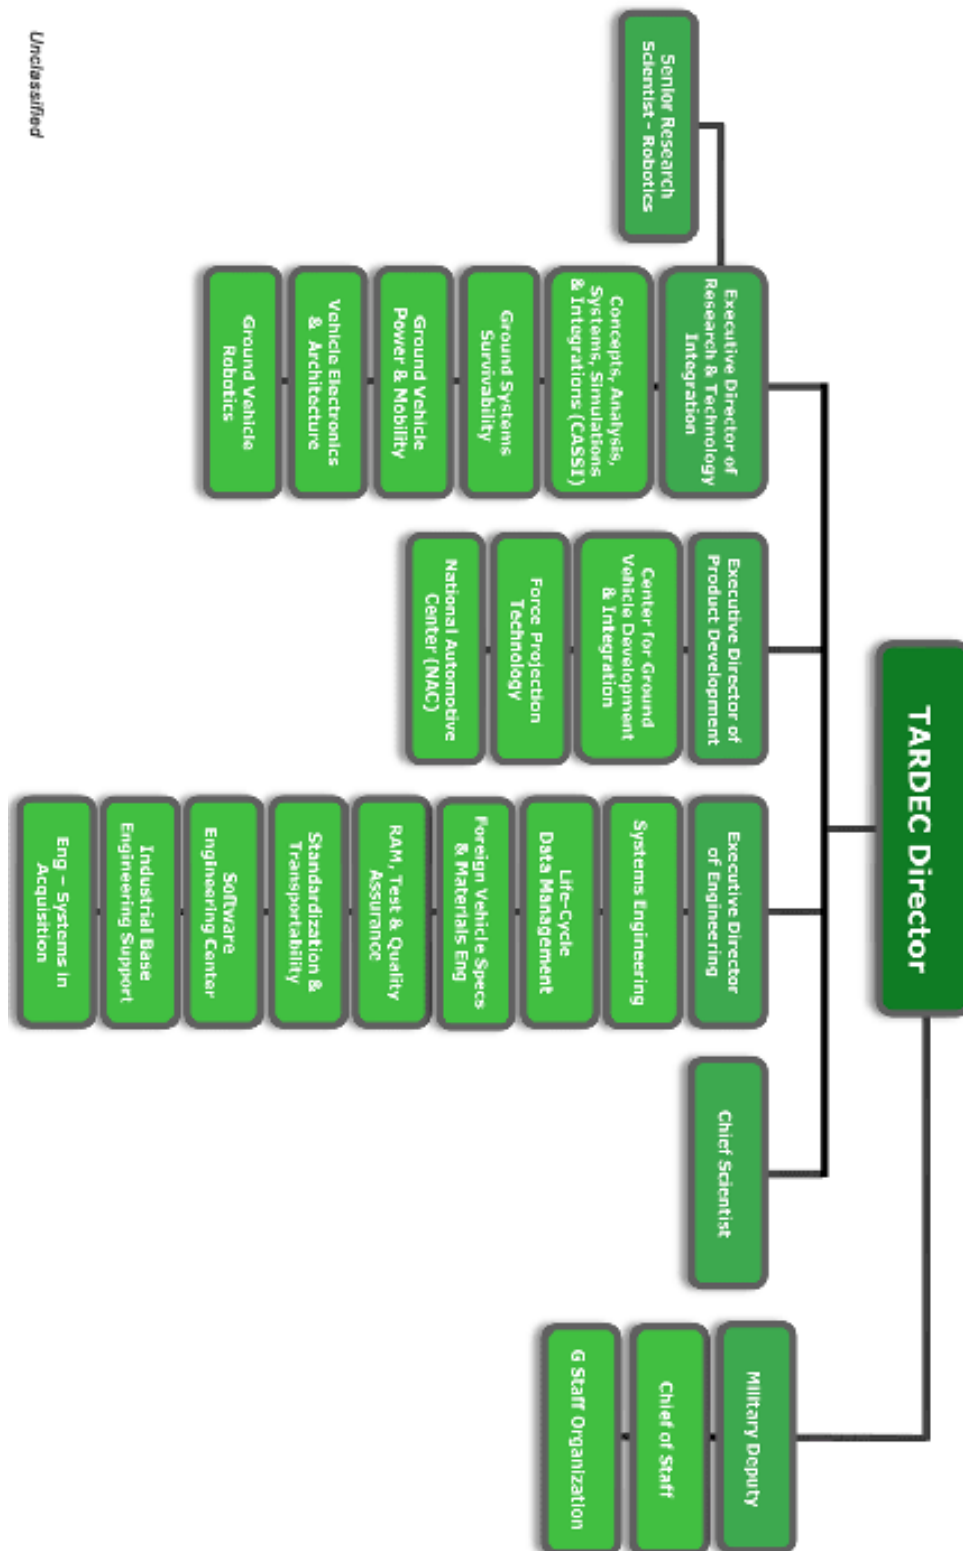 TARDEC Director
Senior Research
Scientist - Robotics
Executive Director of
Research & Technology
Integration
Concepts, Analysis,
Systems, Simulations
& Integrations (CASSI)
Ground Systems
Survivability
Ground Vehicle
Power & Mobility
Vehicle Electronics
& Architecture
Ground Vehicle
Robotics
Executive Director of
Product Development
Center for Ground
Vehicle Development
& Integration
Force Projection
Technology
National Automotive
Center (NAC)
Executive Director
of Engineering
Systems Engineering
Life-Cycle
Data Management
Foreign Vehicle Specs
& Materials Eng
RAM, Test & Quality
Assurance
Standardization &
Transportability
Software
Engineering Center
Industrial Base
Engineering Support
Eng – Systems in
Acquisition
Chief Scientist
Military Deputy
Chief of Staff
G Staff Organization
Unclassified